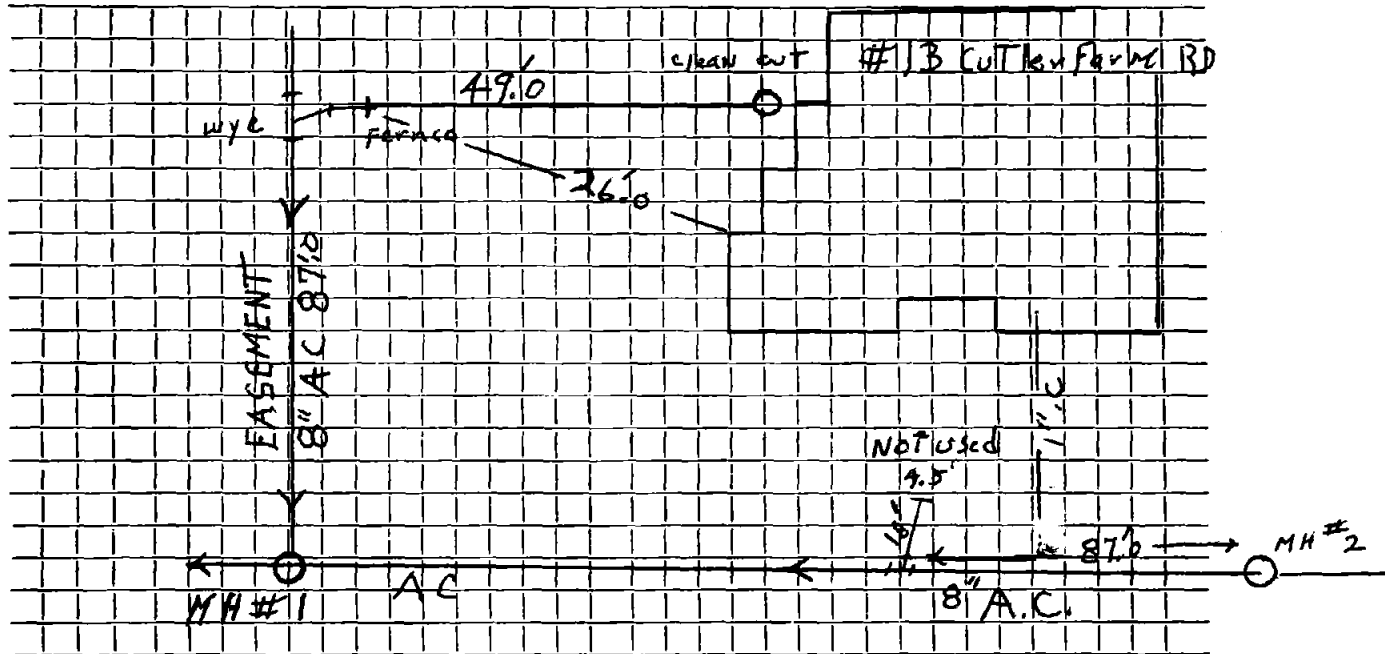 clean out
#13 Cutler Farm RD
49.'0
wye
Fernco
26.'0
EASEMENT
8" AC 87.'0
1" C
NOT used
4.5'
87.'0
MH #2
MH #1
AC
8" A.C.